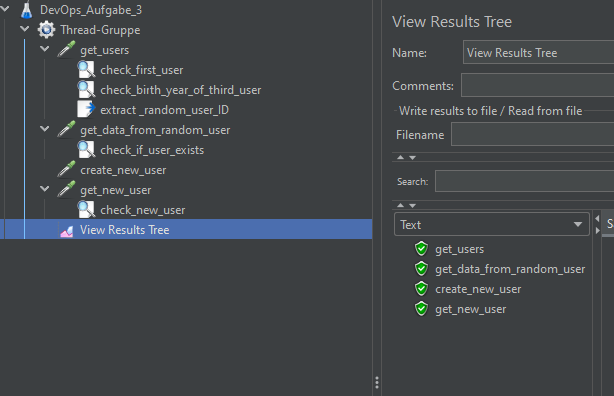 DevOps_Aufgabe_3
Thread-Gruppe
get_users
check_first_user
check_birth_year_of_third_user
extract _random_user_ID
get_data_from_random_user
check_if_user_exists
create_new_user
get_new_user
check_new_user
View Results Tree
View Results Tree
Name: View Results Tree
Comments:
Write results to file / Read from file
Filename
Search:
Text
S
get_users
get_data_from_random_user
create_new_user
get_new_user